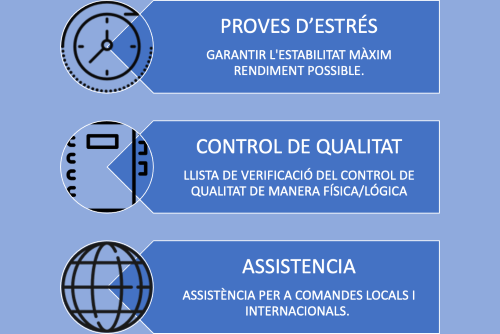 PROVES D’ESTRÉS
GARANTIR L'ESTABILITAT MÀXIM
RENDIMENT POSSIBLE.
CONTROL DE QUALITAT
LLISTA DE VERIFICACIÓ DEL CONTROL DE
QUALITAT DE MANERA FÍSICA/LÓGICA
ASSISTENCIA
ASSISTÈNCIA PER A COMANDES LOCALS I
INTERNACIONALS.